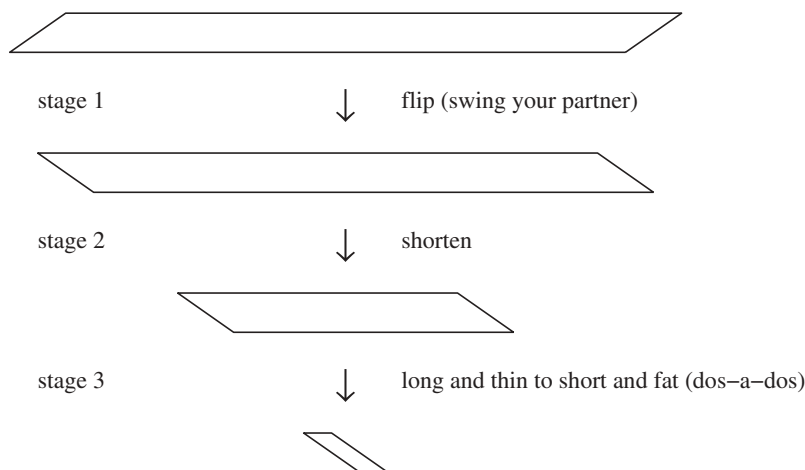 stage 1 ↓ flip (swing your partner)
stage 2 ↓ shorten
stage 3 ↓ long and thin to short and fat (dos−a−dos)